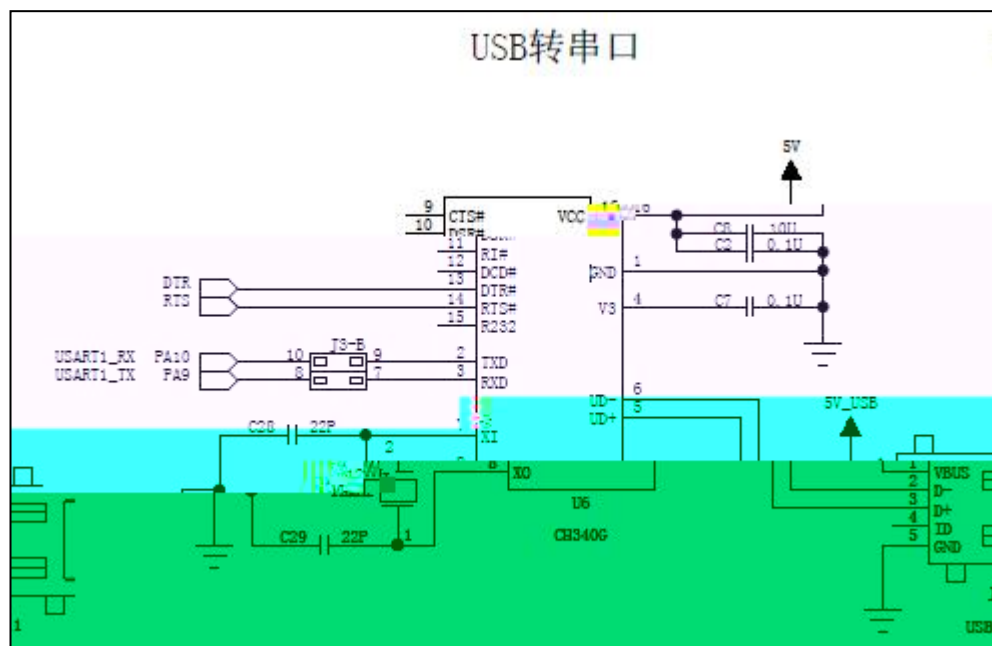 USB转串口
5V
9 CTS# VCC
10 DSR# C8 10U
C2 0.1U
11 RI#
12 DCD# GND 1
DTR 13 DTR#
RTS 14 RTS# V3 4 C7 0.1U
15 R232
J3-B
USART1_RX PA10 10 9 2 TXD
USART1_TX PA9 8 7 3 RXD
UD- 6
UD+ 5 5V_USB
C28 22P XI
2
8 XO 1 VBUS
2 D-
U6 3 D+
4 ID
C29 22P 1 CH340G 5 GND
1 USB